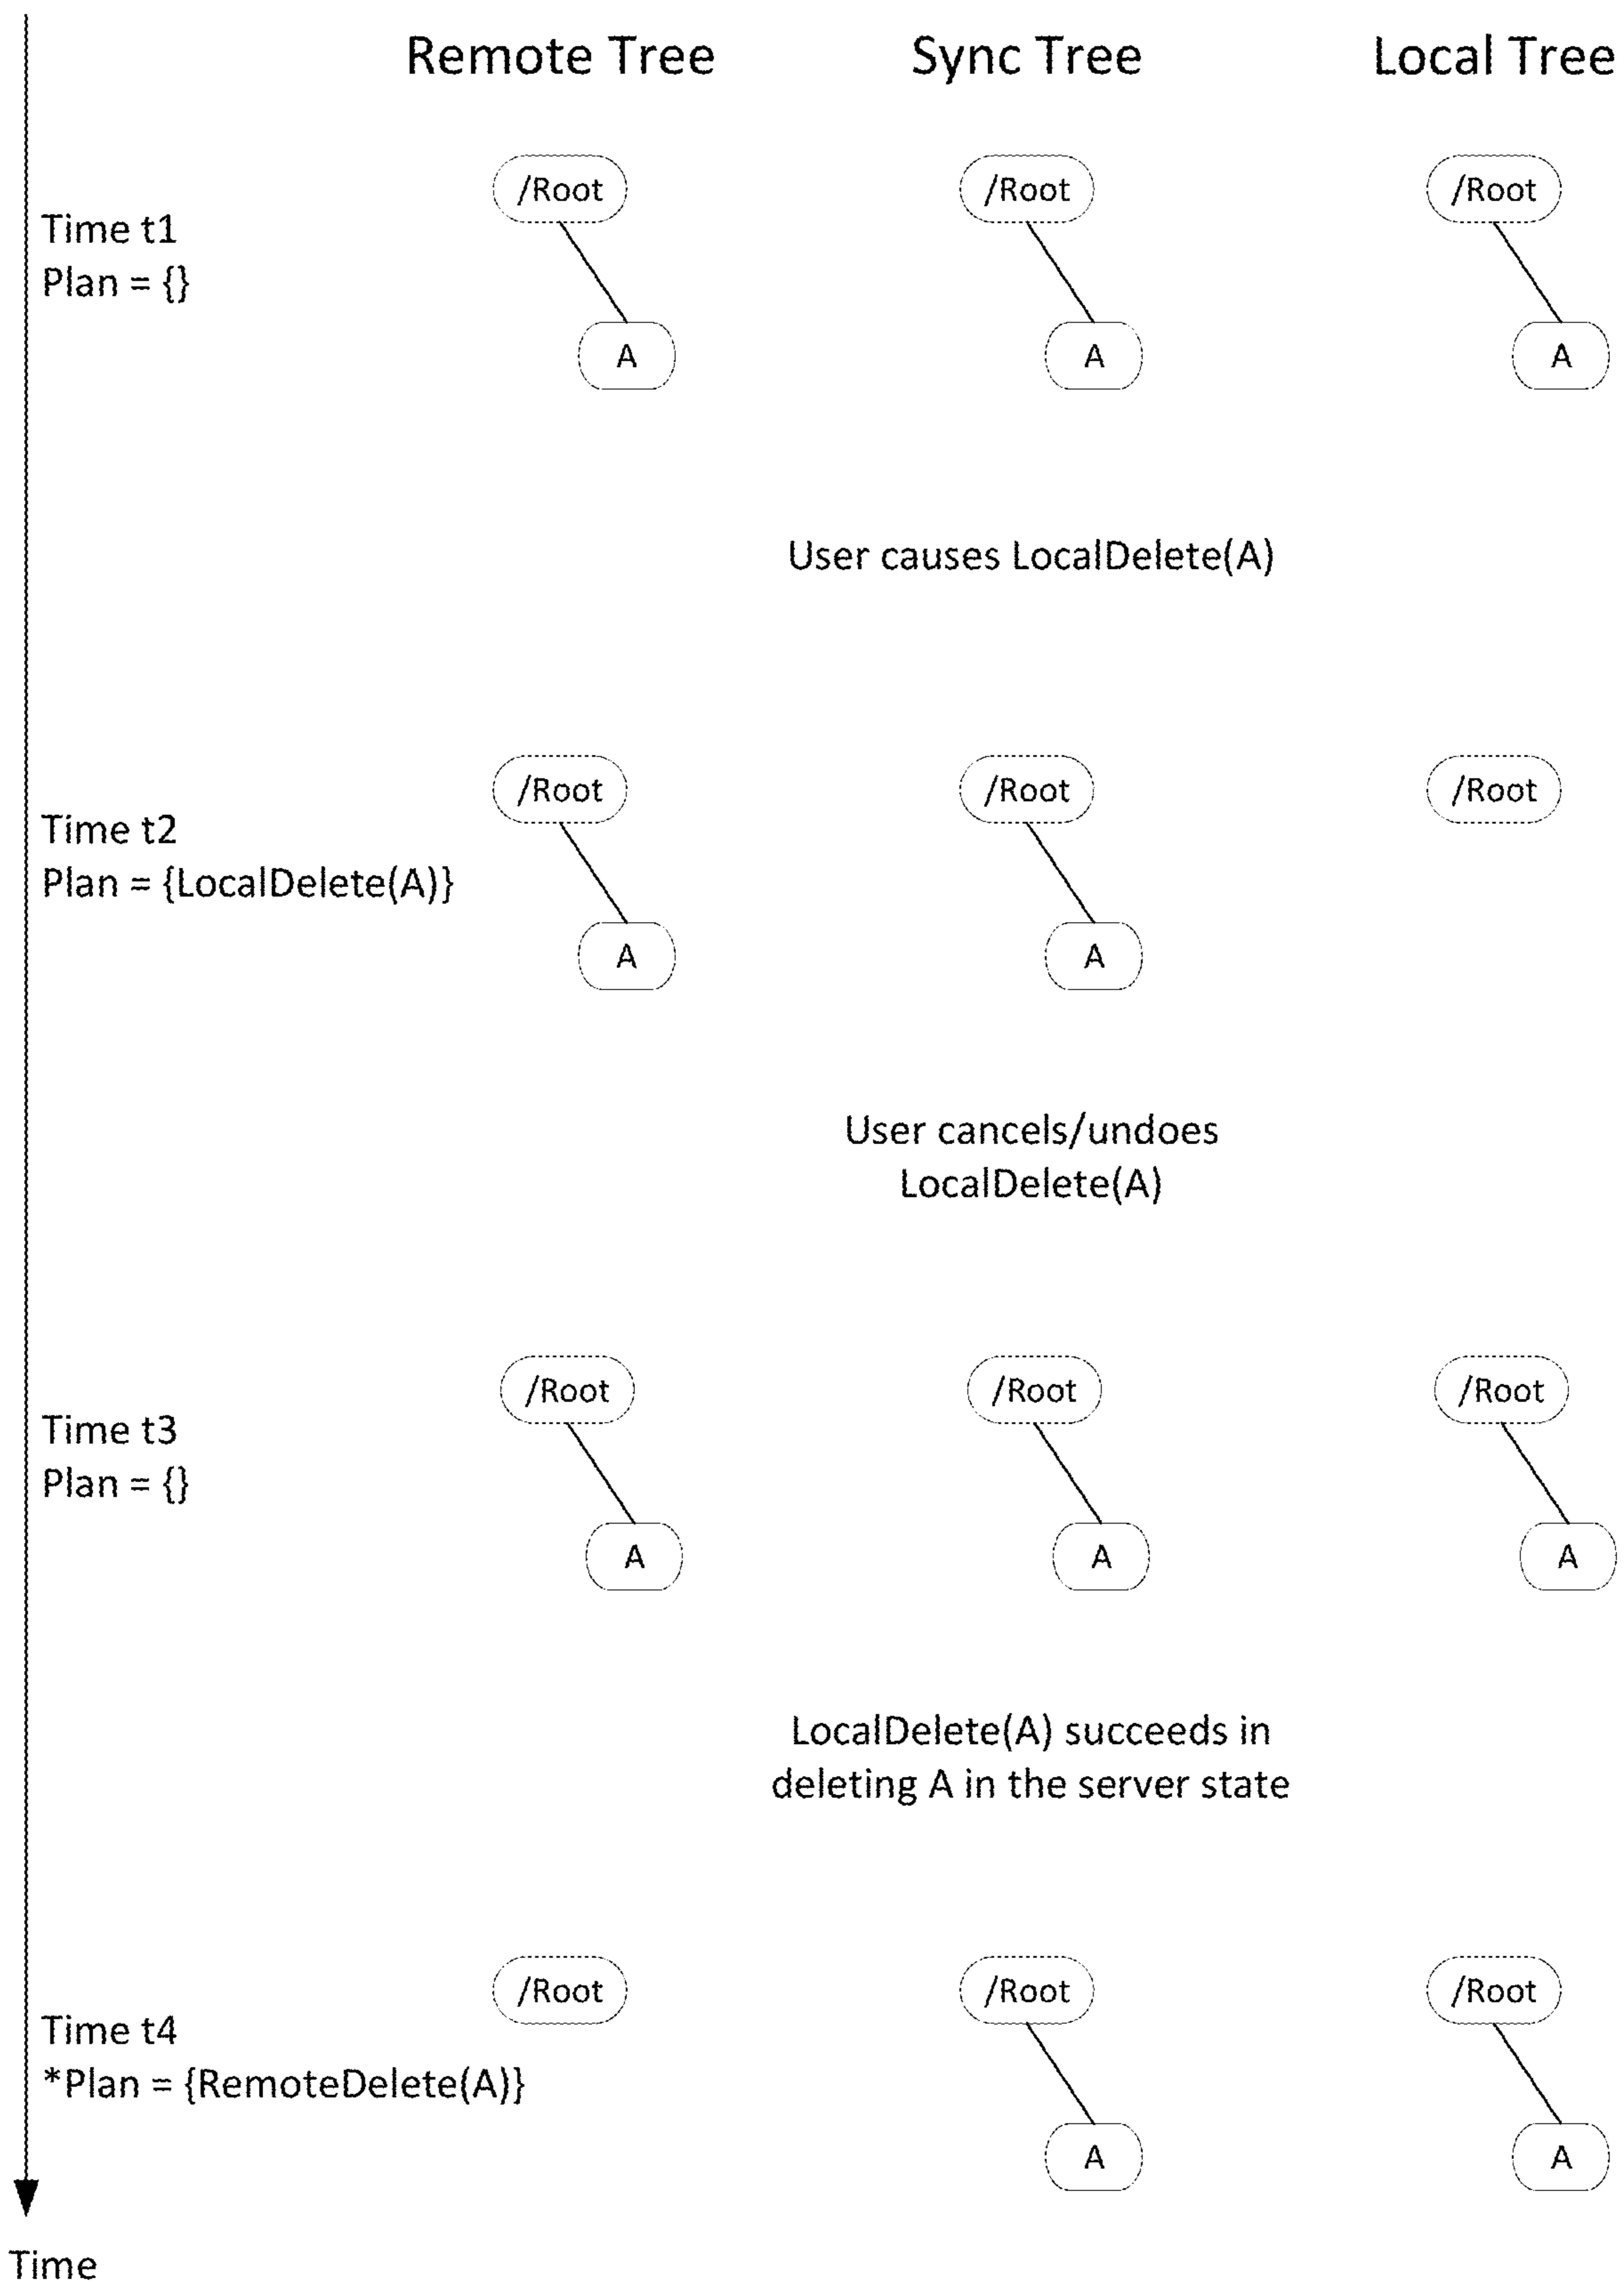 Remote Tree
Sync Tree
Local Tree
/Root
/Root
/Root
Time t1
Plan = {}
A
A
A
User causes LocalDelete(A)
/Root
/Root
/Root
Time t2
Plan = {LocalDelete(A)}
A
A
User cancels/undoes
LocalDelete(A)
/Root
/Root
/Root
Time t3
Plan = {}
A
A
A
LocalDelete(A) succeeds in
deleting A in the server state
/Root
/Root
/Root
Time t4
*Plan = {RemoteDelete(A)}
A
A
Time